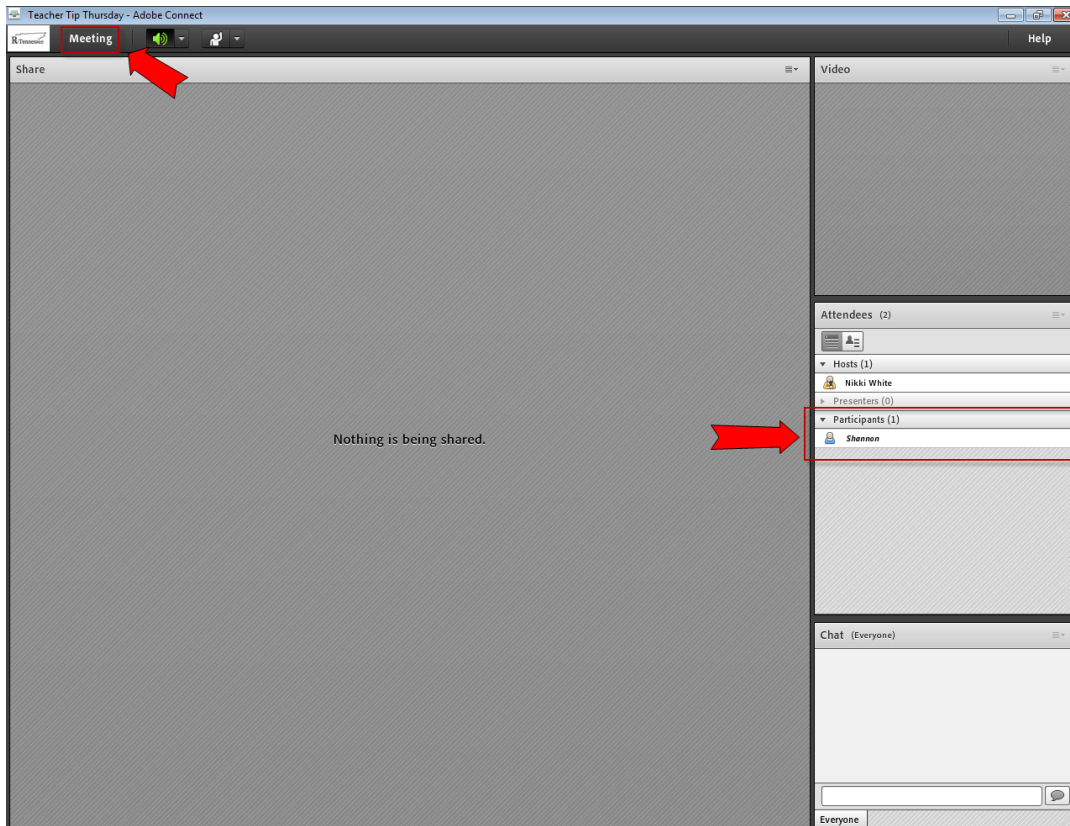 Teacher Tip Thursday - Adobe Connect
R-Tennessee Meeting Help
Share
Nothing is being shared.
Video
Attendees (2)
Hosts (1)
Nikki White
Presenters (0)
Participants (1)
Shannon
Chat (Everyone)
Everyone